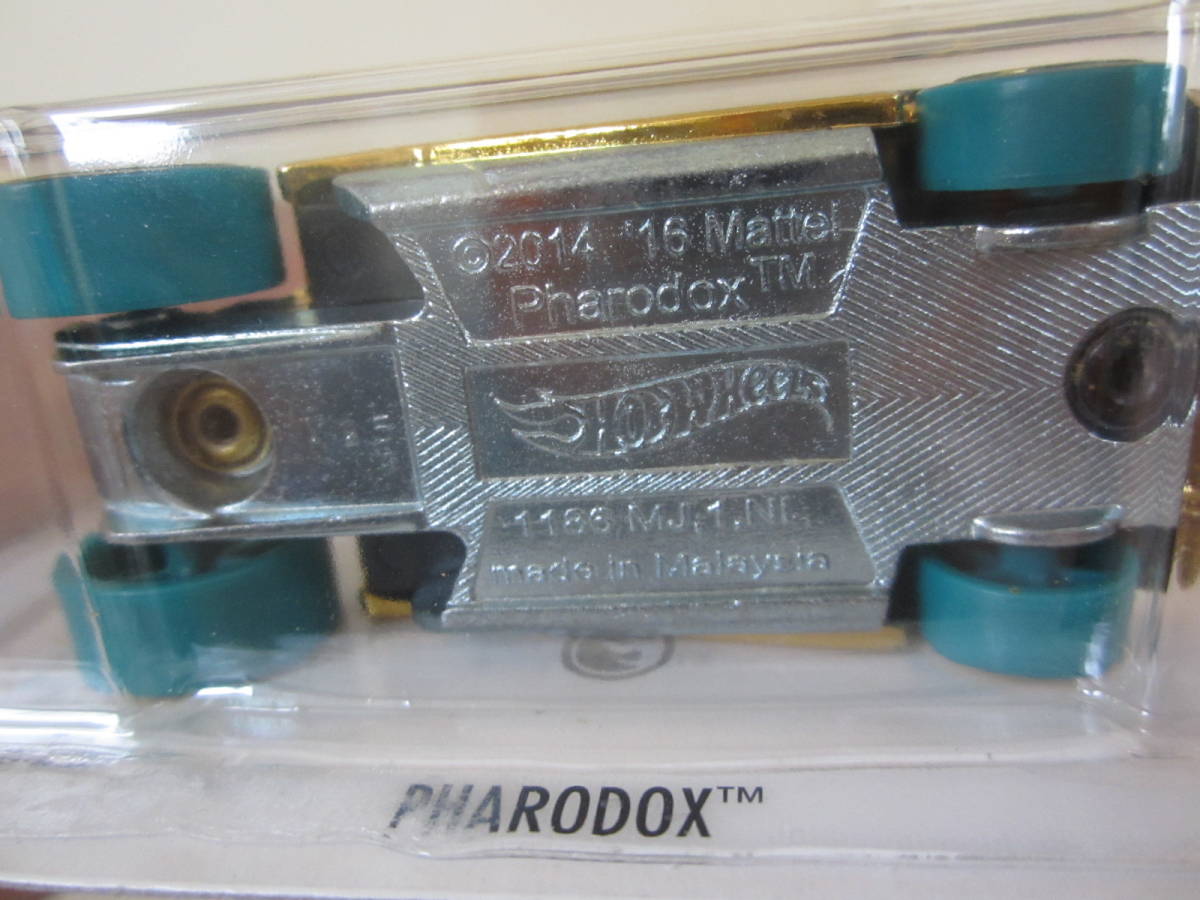 ©2014 '16 Mattel
Pharodox™
Hot Wheels
1186 MJ,1,NL
made in Malaysia
PHARODOX™